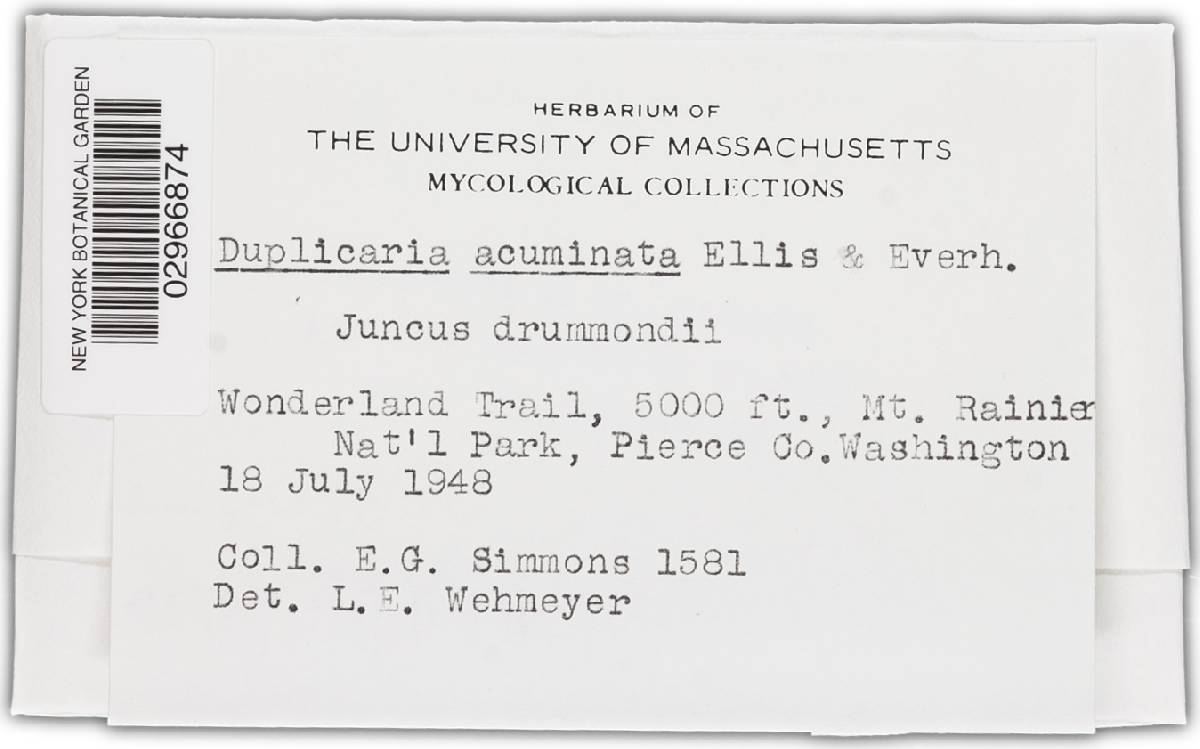 NEW YORK BOTANICAL GARDEN
02966874
HERBARIUM OF
THE UNIVERSITY OF MASSACHUSETTS
MYCOLOGICAL COLLECTIONS
Duplicaria acuminata Ellis & Everh.
Juncus drummondii
Wonderland Trail, 5000 ft., Mt. Rainier
Nat'l Park, Pierce Co.Washington
18 July 1948
Coll. E.G. Simmons 1581
Det. L.E. Wehmeyer